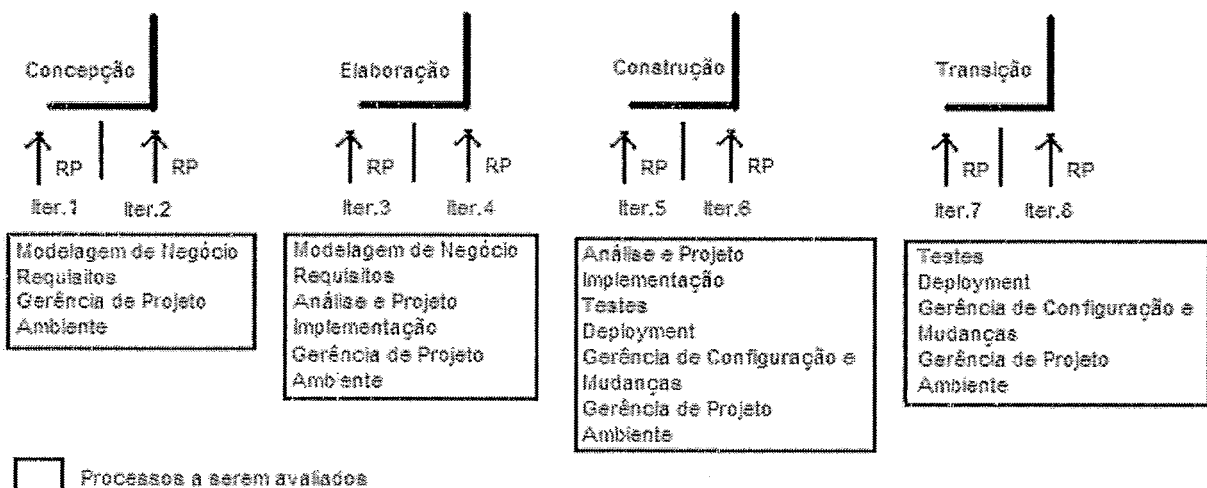 Concepção Elaboração Construção Transição
RP RP RP RP RP RP RP RP
Iter.1 Iter.2 Iter.3 Iter.4 Iter.5 Iter.6 Iter.7 Iter.8
Modelagem de Negócio
Requisitos
Gerência de Projeto
Ambiente
Modelagem de Negócio
Requisitos
Análise e Projeto
Implementação
Gerência de Projeto
Ambiente
Análise e Projeto
Implementação
Testes
Deployment
Gerência de Configuração e
Mudanças
Gerência de Projeto
Ambiente
Testes
Deployment
Gerência de Configuração e
Mudanças
Gerência de Projeto
Ambiente
Processos a serem avaliados